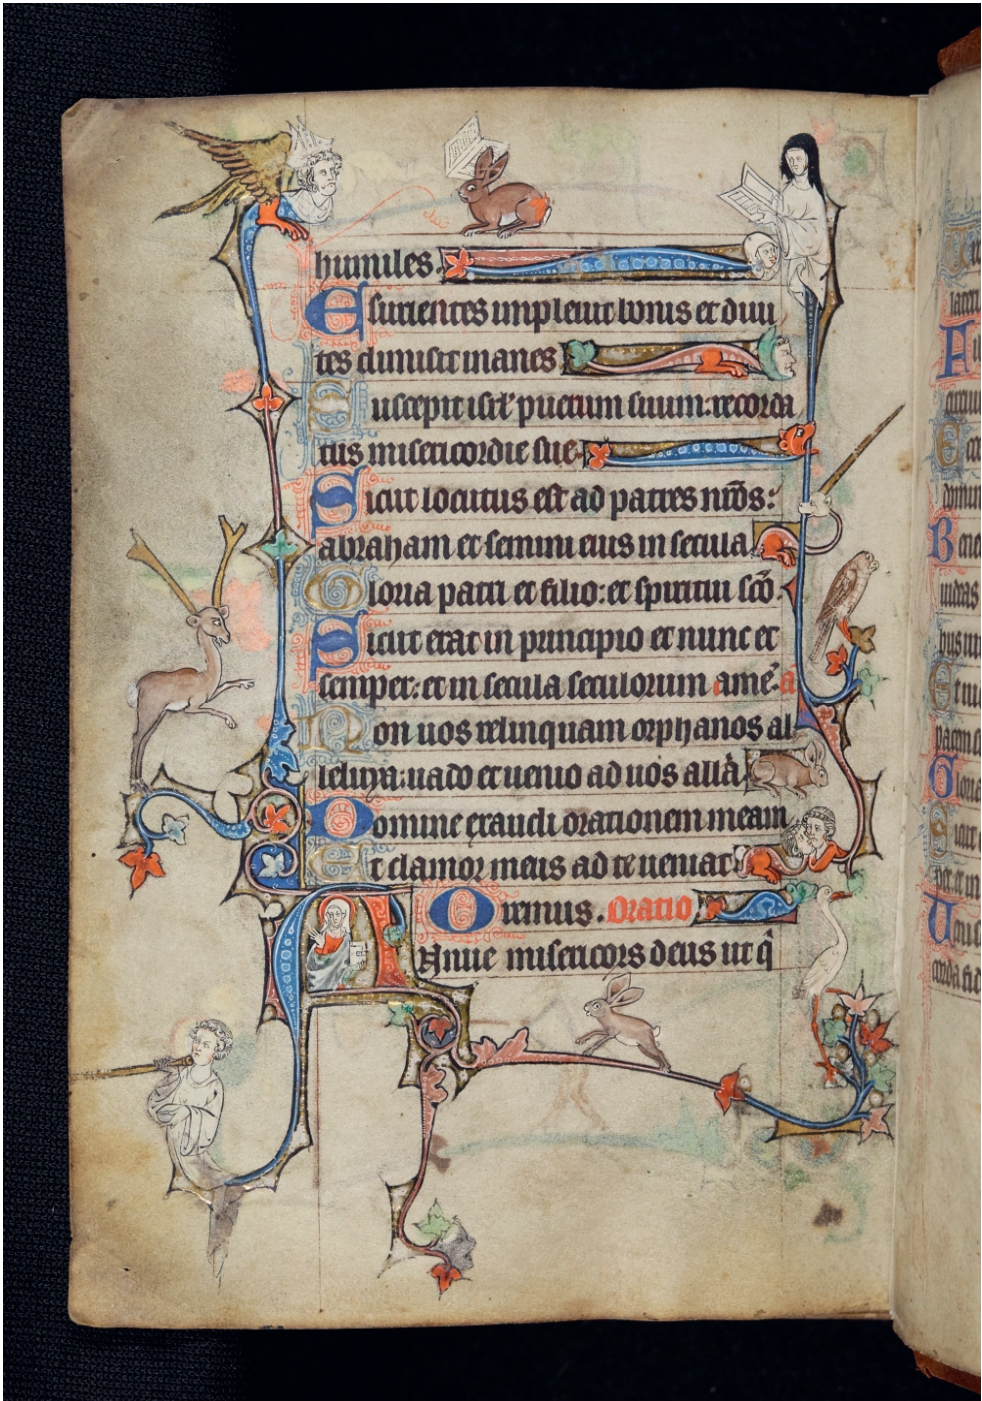 humiles.
Esurientes impleuit bonis et diui
tes dimisit inanes
Suscepit isrl' puerum suum: recorda
tus misericordie sue
Sicut locutus est ad patres nr̄os:
abraham et semini eius in secula
Gloria patri et filio: et spiritui sc̄o.
Sicut erat in principio et nunc et
semper: et in secula seculorum amē. a
Non uos relinquam orphanos al
leluya: uado et uenio ad uos all'a
Domine exaudi orationem meam
Et clamor meus ad te ueniat
Oremus. Oratio
Annue misericors deus ut q̄